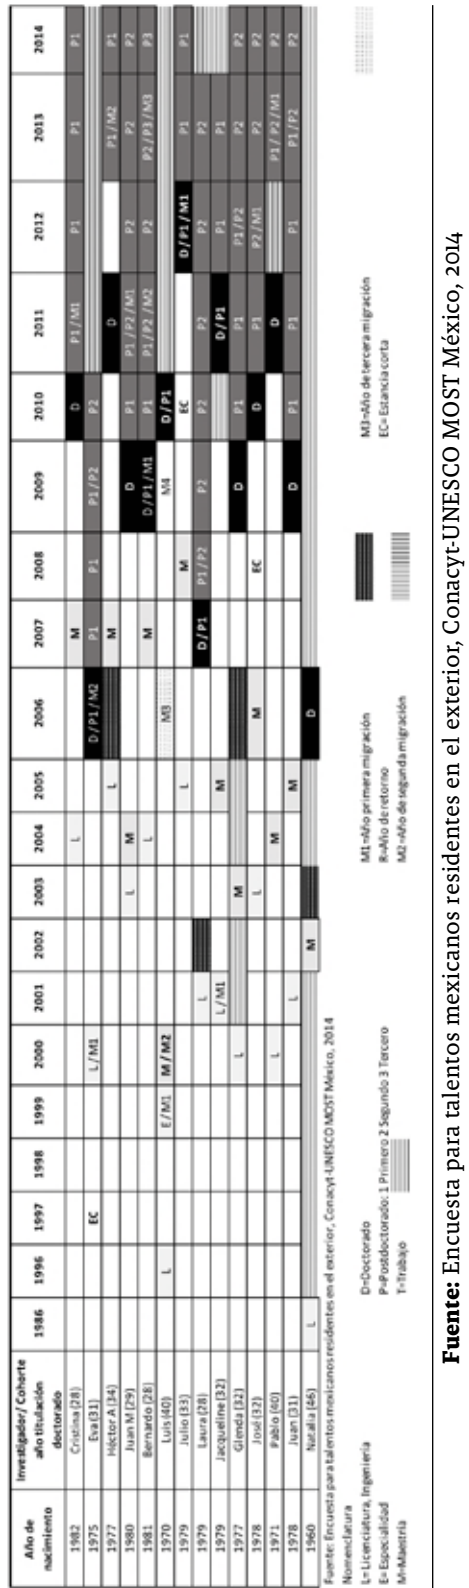 Año de
nacimiento
Investigador/ Cohorte
año titulación
doctorado
1986 1996 1997 1998 1999 2000 2001 2002 2003 2004 2005 2006 2007 2008 2009 2010 2011 2012 2013 2014
1982 Cristina (28) L M D P1 / M1 P1 P1 P1
1975 Eva (31) EC L / M1 D / P1 / M2 P1 P1 P1 / P2 P2
1977 Héctor A (34) L M D P1 / M2 P1
1980 Juan M (29) L M D P1 P1 / P2 / M1 P2 P2 P2
1981 Bernardo (28) L M D / P1 / M1 P1 P1 / P2 / M2 P2 P2 / P3 / M3 P3
1970 Luis (40) L E / M1 M / M2 M3 M4 D / P1
1979 Julio (33) L M EC D / P1 / M1 P1 P1
1979 Laura (28) L D / P1 P1 / P2 P2 P2 P2 P2 P1
1979 Jacqueline (32) L / M1 M D / P1 P1 P1
1977 Glenda (32) L M D P1 P1 P1 / P2 P2 P2
1978 José (32) L M EC D P1 P2 / M1 P2 P2
1971 Pablo (40) L M D P1 / P2 / M1 P2
1978 Juan (31) L M D P1 P1 P1 P1 / P2 P2
1960 Natalia (46) L M D
Fuente: Encuesta para talentos mexicanos residentes en el exterior, Conacyt-UNESCO MOST México, 2014
Nomenclatura
L= Licenciatura, Ingeniería D=Doctorado M1=Año primera migración M3=Año de tercera migración
E= Especialidad P=Postdoctorado: 1 Primero 2 Segundo 3 Tercero R=Año de retorno EC= Estancia corta
M=Maestría T=Trabajo M2=Año de segunda migración
Fuente: Encuesta para talentos mexicanos residentes en el exterior, Conacyt-UNESCO MOST México, 2014